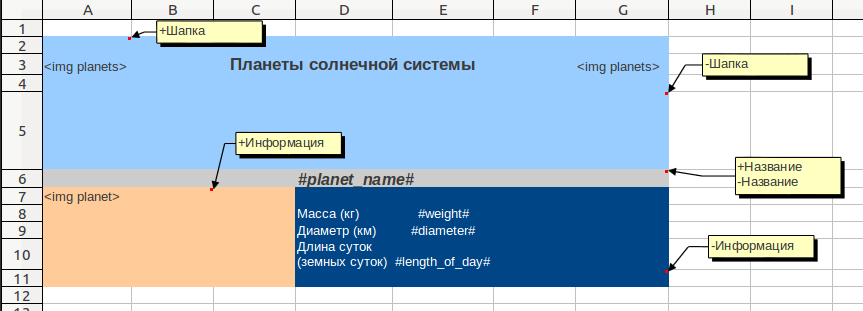 A B C D E F G H I
1 +Шапка
2
3 <img planets> Планеты солнечной системы <img planets> -Шапка
4
5 +Информация
6 #planet_name# +Название
-Название
7 <img planet>
8 Масса (кг) #weight#
9 Диаметр (км) #diameter#
10 Длина суток
(земных суток) #length_of_day# -Информация
11
12